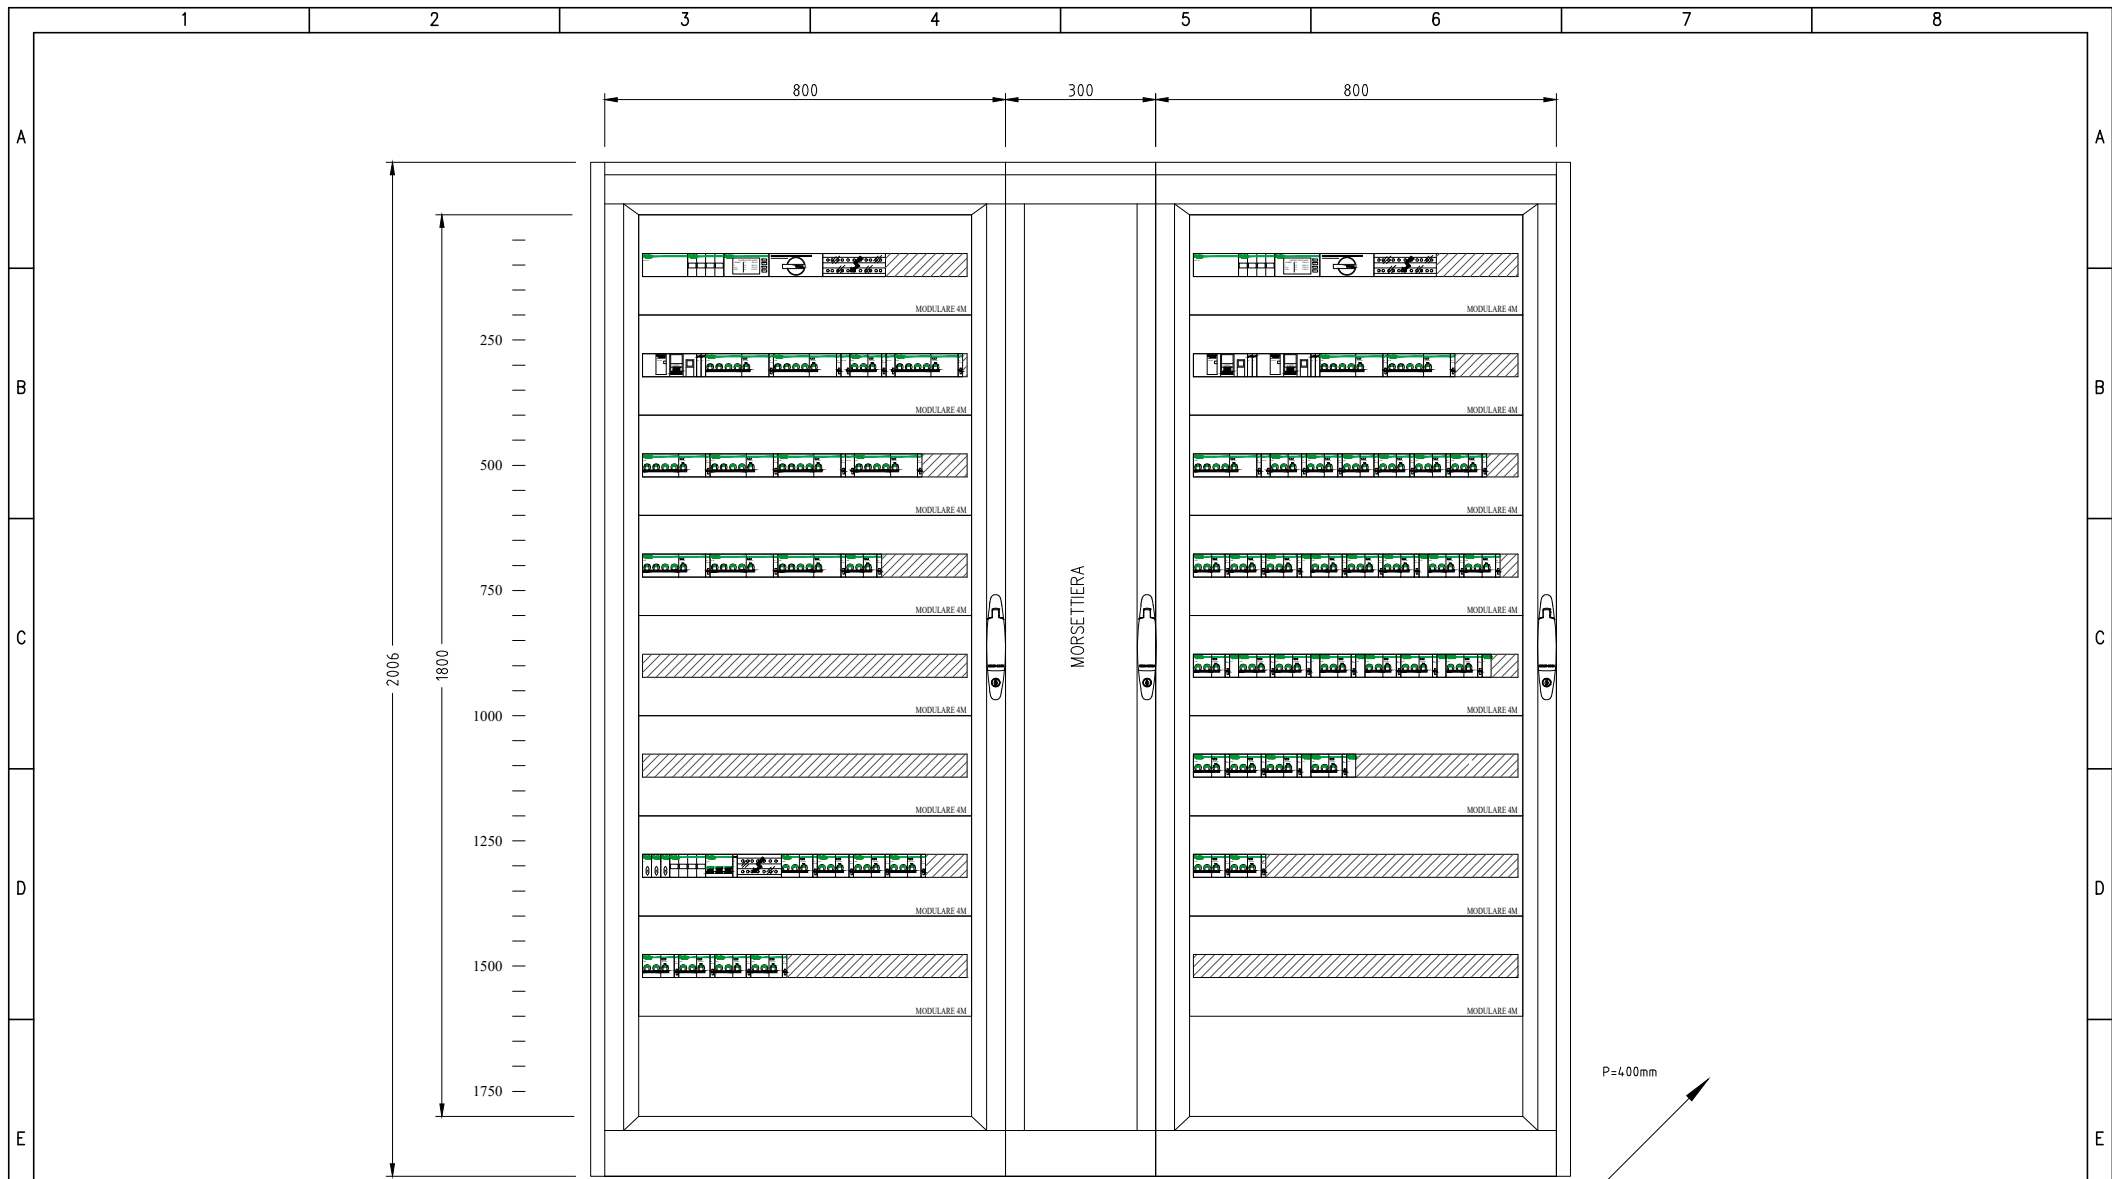 1 2 3 4 5 6 7 8
800 300 800
A A
MODULARE 4M MODULARE 4M
250
B B
MODULARE 4M MODULARE 4M
500
MODULARE 4M MODULARE 4M
750
MORSETTIERA
MODULARE 4M MODULARE 4M
C C
2006 1800
1000
MODULARE 4M MODULARE 4M
MODULARE 4M MODULARE 4M
1250
D D
MODULARE 4M MODULARE 4M
1500
MODULARE 4M MODULARE 4M
P=400mm
1750
E E